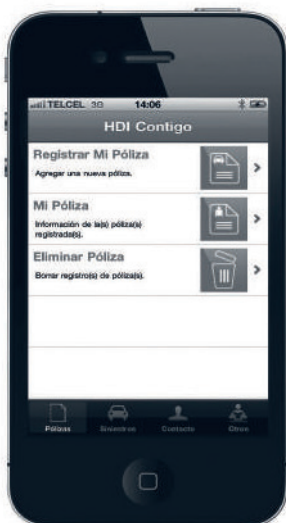 TELCEL 3G 14:06
HDI Contigo
Registrar Mi Póliza
Agregar una nueva póliza.
Mi Póliza
Información de la(s) póliza(s)
registrada(s).
Eliminar Póliza
Borrar registro(s) de póliza(s).
Pólizas Siniestros Contacto Otros